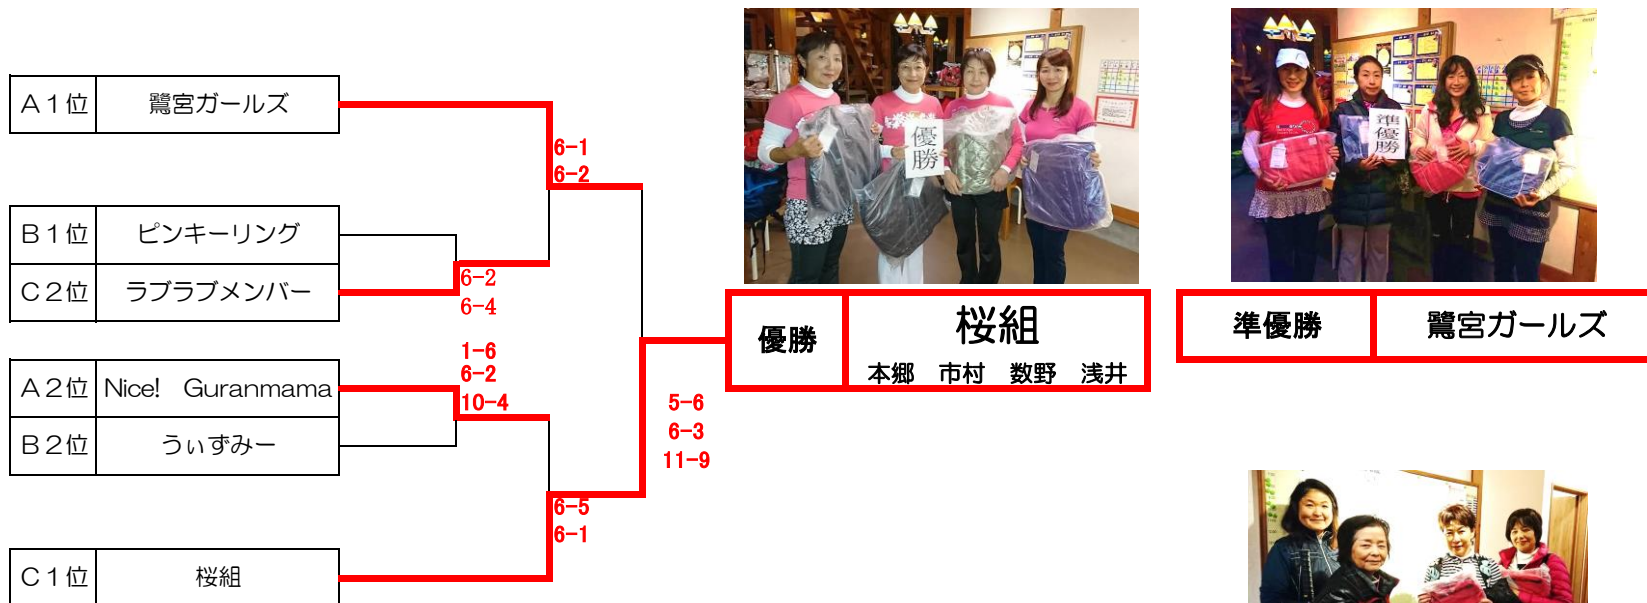 A1位 鷺宮ガールズ
6-1
6-2
B1位 ピンキーリング
C2位 ラブラブメンバー
6-2
6-4
1-6
6-2
10-4
A2位 Nice! Guranmama
B2位 うぃずみー
6-5
6-1
C1位 桜組
5-6
6-3
11-9
優勝
優勝 桜組
本郷 市村 数野 浅井
準優勝
準優勝 鷺宮ガールズ